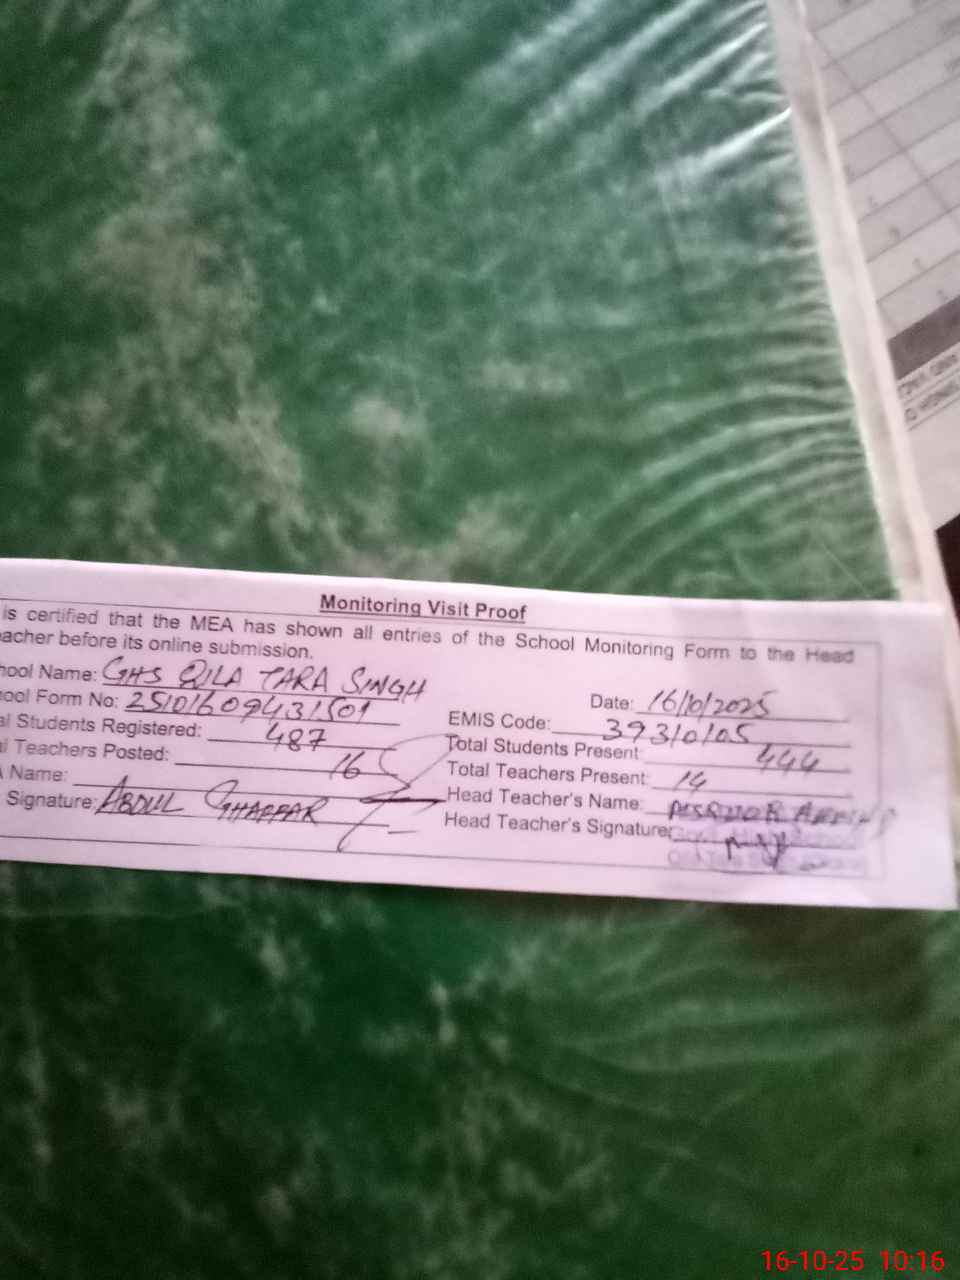 Monitoring Visit Proof
is certified that the MEA has shown all entries of the School Monitoring Form to the Head
acher before its online submission.
hool Name: GHS QILA TARA SINGH
Date: 16/10/2025
ool Form No: 25101609431501
EMIS Code: 39310105
al Students Registered: 487
Total Students Present: 444
l Teachers Posted: 16
Total Teachers Present: 14
Name:
Head Teacher's Name:
Signature: ABDUL GHAFFAR
Head Teacher's Signature:
16-10-25 10:16